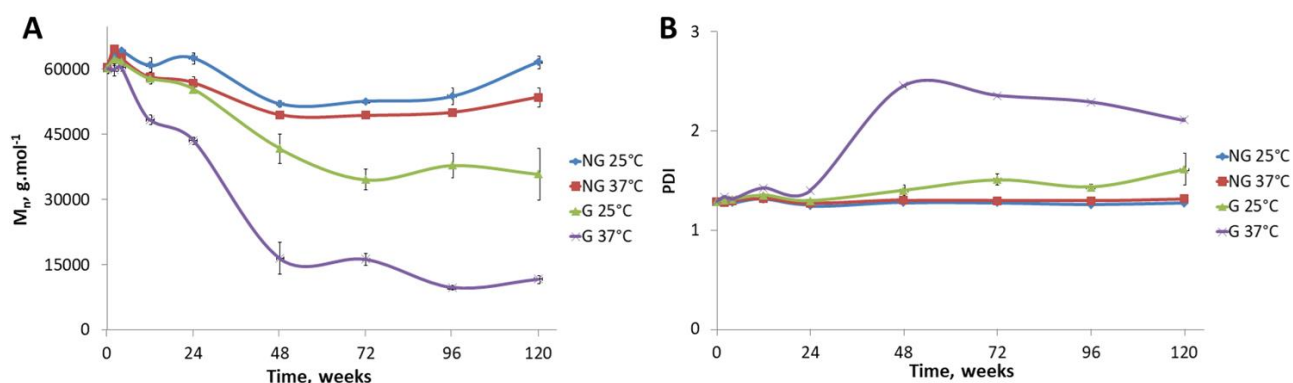 A
60000
45000
30000
15000
0
Mn, g.mol-1
0 24 48 72 96 120
Time, weeks
NG 25°C
NG 37°C
G 25°C
G 37°C
B
3
2
1
0
PDI
0 24 48 72 96 120
Time, weeks
NG 25°C
NG 37°C
G 25°C
G 37°C